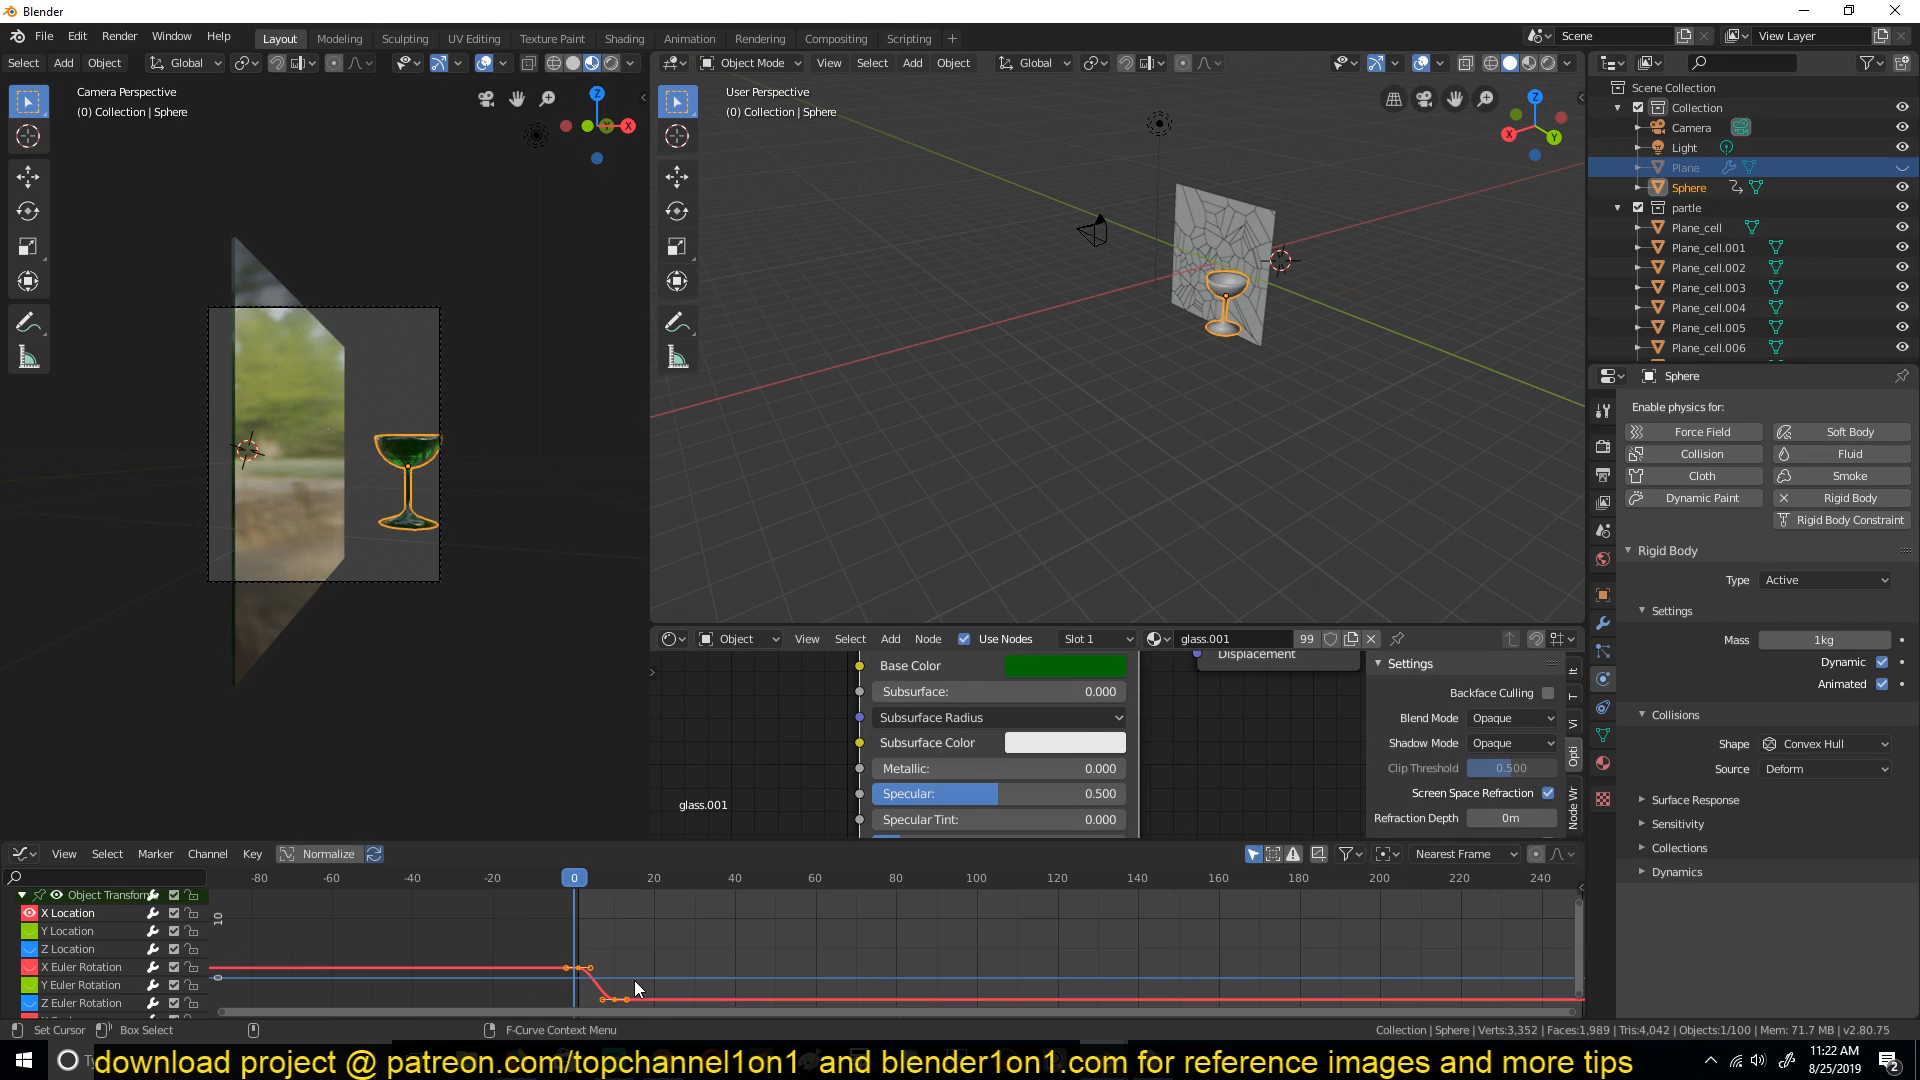 Blender
File Edit Render Window Help
Layout Modeling Sculpting UV Editing Texture Paint Shading Animation Rendering Compositing Scripting +
Scene
View Layer
Select Add Object Global
Object Mode View Select Add Object Global
Camera Perspective
(0) Collection | Sphere
User Perspective
(0) Collection | Sphere
Z
X
Y
Z
X
Y
Scene Collection
Collection
Camera
Light
Plane
Sphere
partle
Plane_cell
Plane_cell.001
Plane_cell.002
Plane_cell.003
Plane_cell.004
Plane_cell.005
Plane_cell.006
Sphere
Enable physics for:
Force Field Soft Body
Collision Fluid
Cloth Smoke
Dynamic Paint Rigid Body
Rigid Body Constraint
Rigid Body
Type Active
Settings
Mass 1kg
Dynamic
Animated
Collisions
Shape Convex Hull
Source Deform
Surface Response
Sensitivity
Collections
Dynamics
Object View Select Add Node Use Nodes Slot 1 glass.001 99
Base Color
Subsurface: 0.000
Subsurface Radius
Subsurface Color
Metallic: 0.000
Specular: 0.500
Specular Tint: 0.000
glass.001
Displacement
Settings
Backface Culling
Blend Mode Opaque
Shadow Mode Opaque
Clip Threshold 0.500
Screen Space Refraction
Refraction Depth 0m
It
T
Vi
Opti
Node Wr
View Select Marker Channel Key Normalize Nearest Frame
-80 -60 -40 -20 0 20 40 60 80 100 120 140 160 180 200 220 240
10
0
Object Transform
X Location
Y Location
Z Location
X Euler Rotation
Y Euler Rotation
Z Euler Rotation
Set Cursor Box Select F-Curve Context Menu
Collection | Sphere | Verts:3,352 | Faces:1,989 | Tris:4,042 | Objects:1/100 | Mem: 71.7 MB | v2.80.75
download project @ patreon.com/topchannel1on1 and blender1on1.com for reference images and more tips
11:22 AM
8/25/2019
2